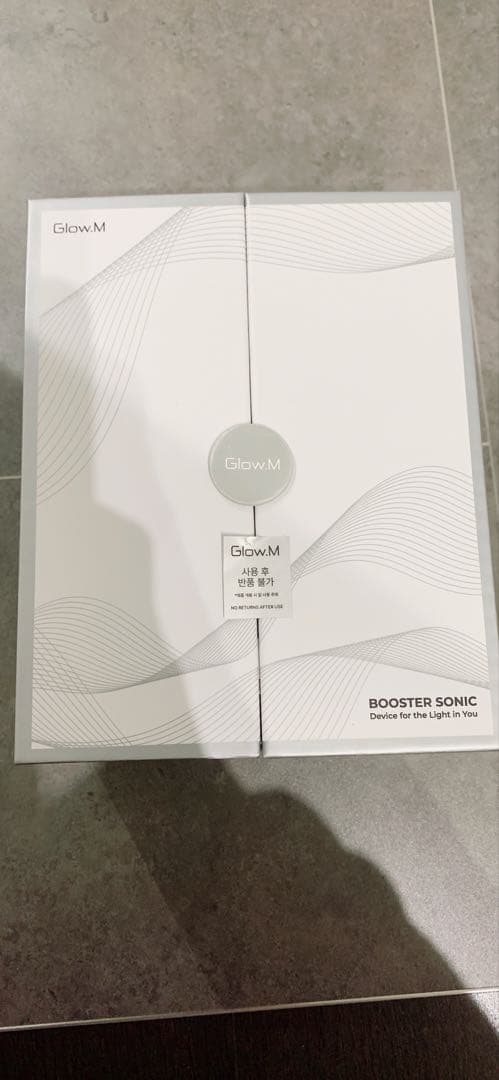 Glow.M
Glow.M
Glow.M
사용 후
반품 불가
NO RETURNS AFTER USE
BOOSTER SONIC
Device for the Light in You